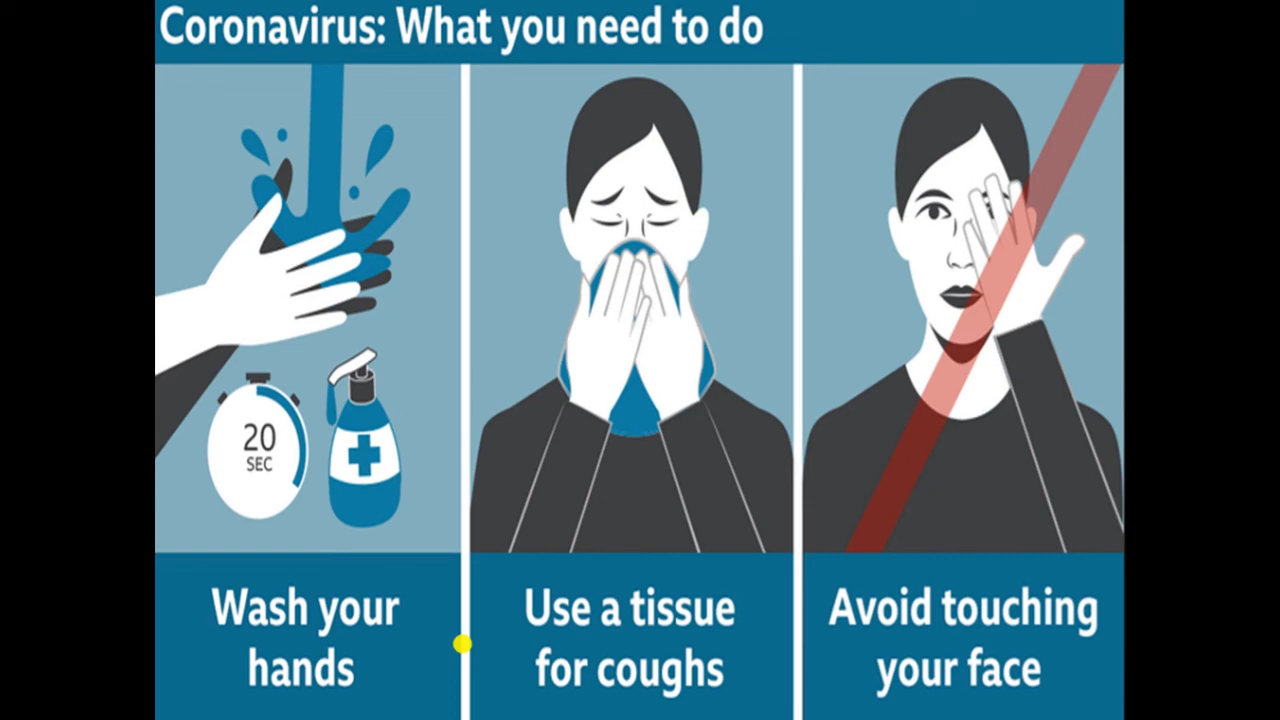 Coronavirus: What you need to do
20
SEC
Wash your
hands
Use a tissue
for coughs
Avoid touching
your face